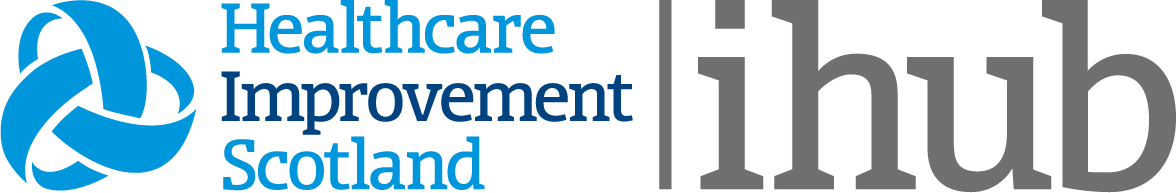 Healthcare
Improvement
Scotland
ihub